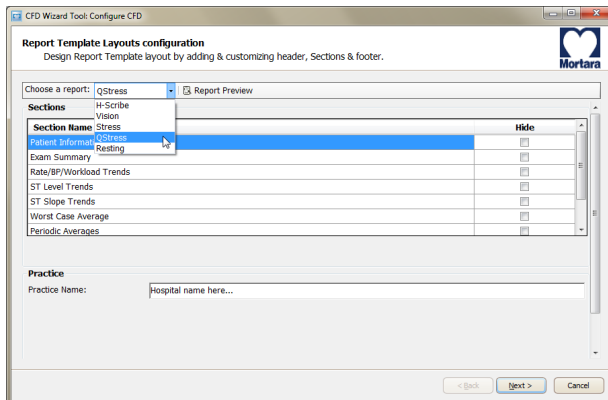 CFD Wizard Tool: Configure CFD
Report Template Layouts configuration
Design Report Template layout by adding & customizing header, Sections & footer.
Mortara
Choose a report: QStress Report Preview
H-Scribe
Vision
Stress
QStress
Resting
Sections
Section Name Hide
Patient Informati
Exam Summary
Rate/BP/Workload Trends
ST Level Trends
ST Slope Trends
Worst Case Average
Periodic Averages
Practice
Practice Name: Hospital name here...
< Back Next > Cancel